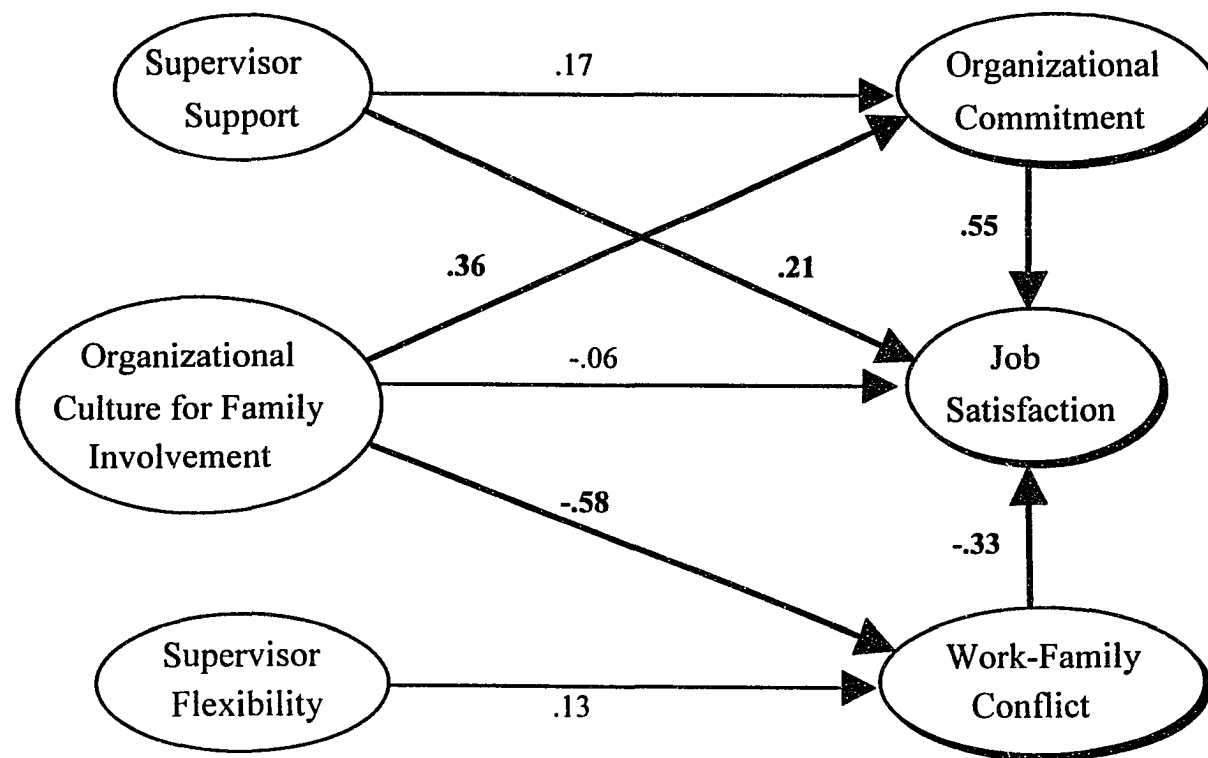 Supervisor
Support
.17
Organizational
Commitment
.55
.36
.21
Organizational
Culture for Family
Involvement
-.06
Job
Satisfaction
-.58
-.33
Supervisor
Flexibility
.13
Work-Family
Conflict